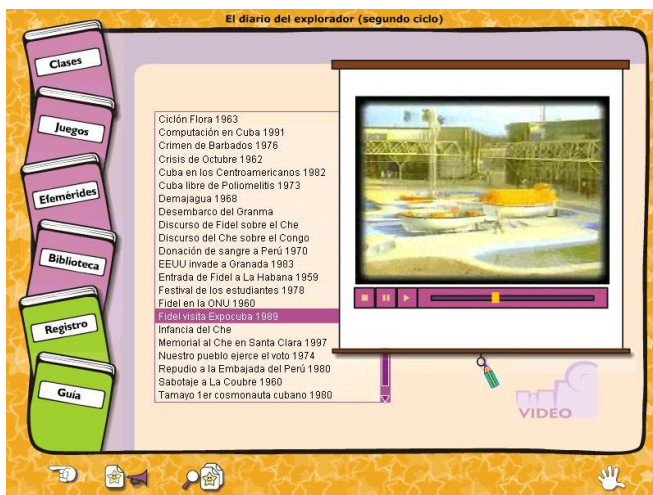 El diario del explorador (segundo ciclo)
Clases
Juegos
Efemérides
Biblioteca
Registro
Guía
Ciclón Flora 1963
Computación en Cuba 1991
Crimen de Barbados 1976
Crisis de Octubre 1962
Cuba en los Centroamericanos 1982
Cuba libre de Poliomelitis 1973
Demajagua 1968
Desembarco del Granma
Discurso de Fidel sobre el Che
Discurso del Che sobre el Congo
Donación de sangre a Perú 1970
EEUU invade a Granada 1983
Entrada de Fidel a La Habana 1959
Festival de los estudiantes 1978
Fidel en la ONU 1960
Fidel visita Expocuba 1989
Infancia del Che
Memorial al Che en Santa Clara 1997
Nuestro pueblo ejerce el voto 1974
Repudio a la Embajada del Perú 1980
Sabotaje a La Coubre 1960
Tamayo 1er cosmonauta cubano 1980
VIDEO